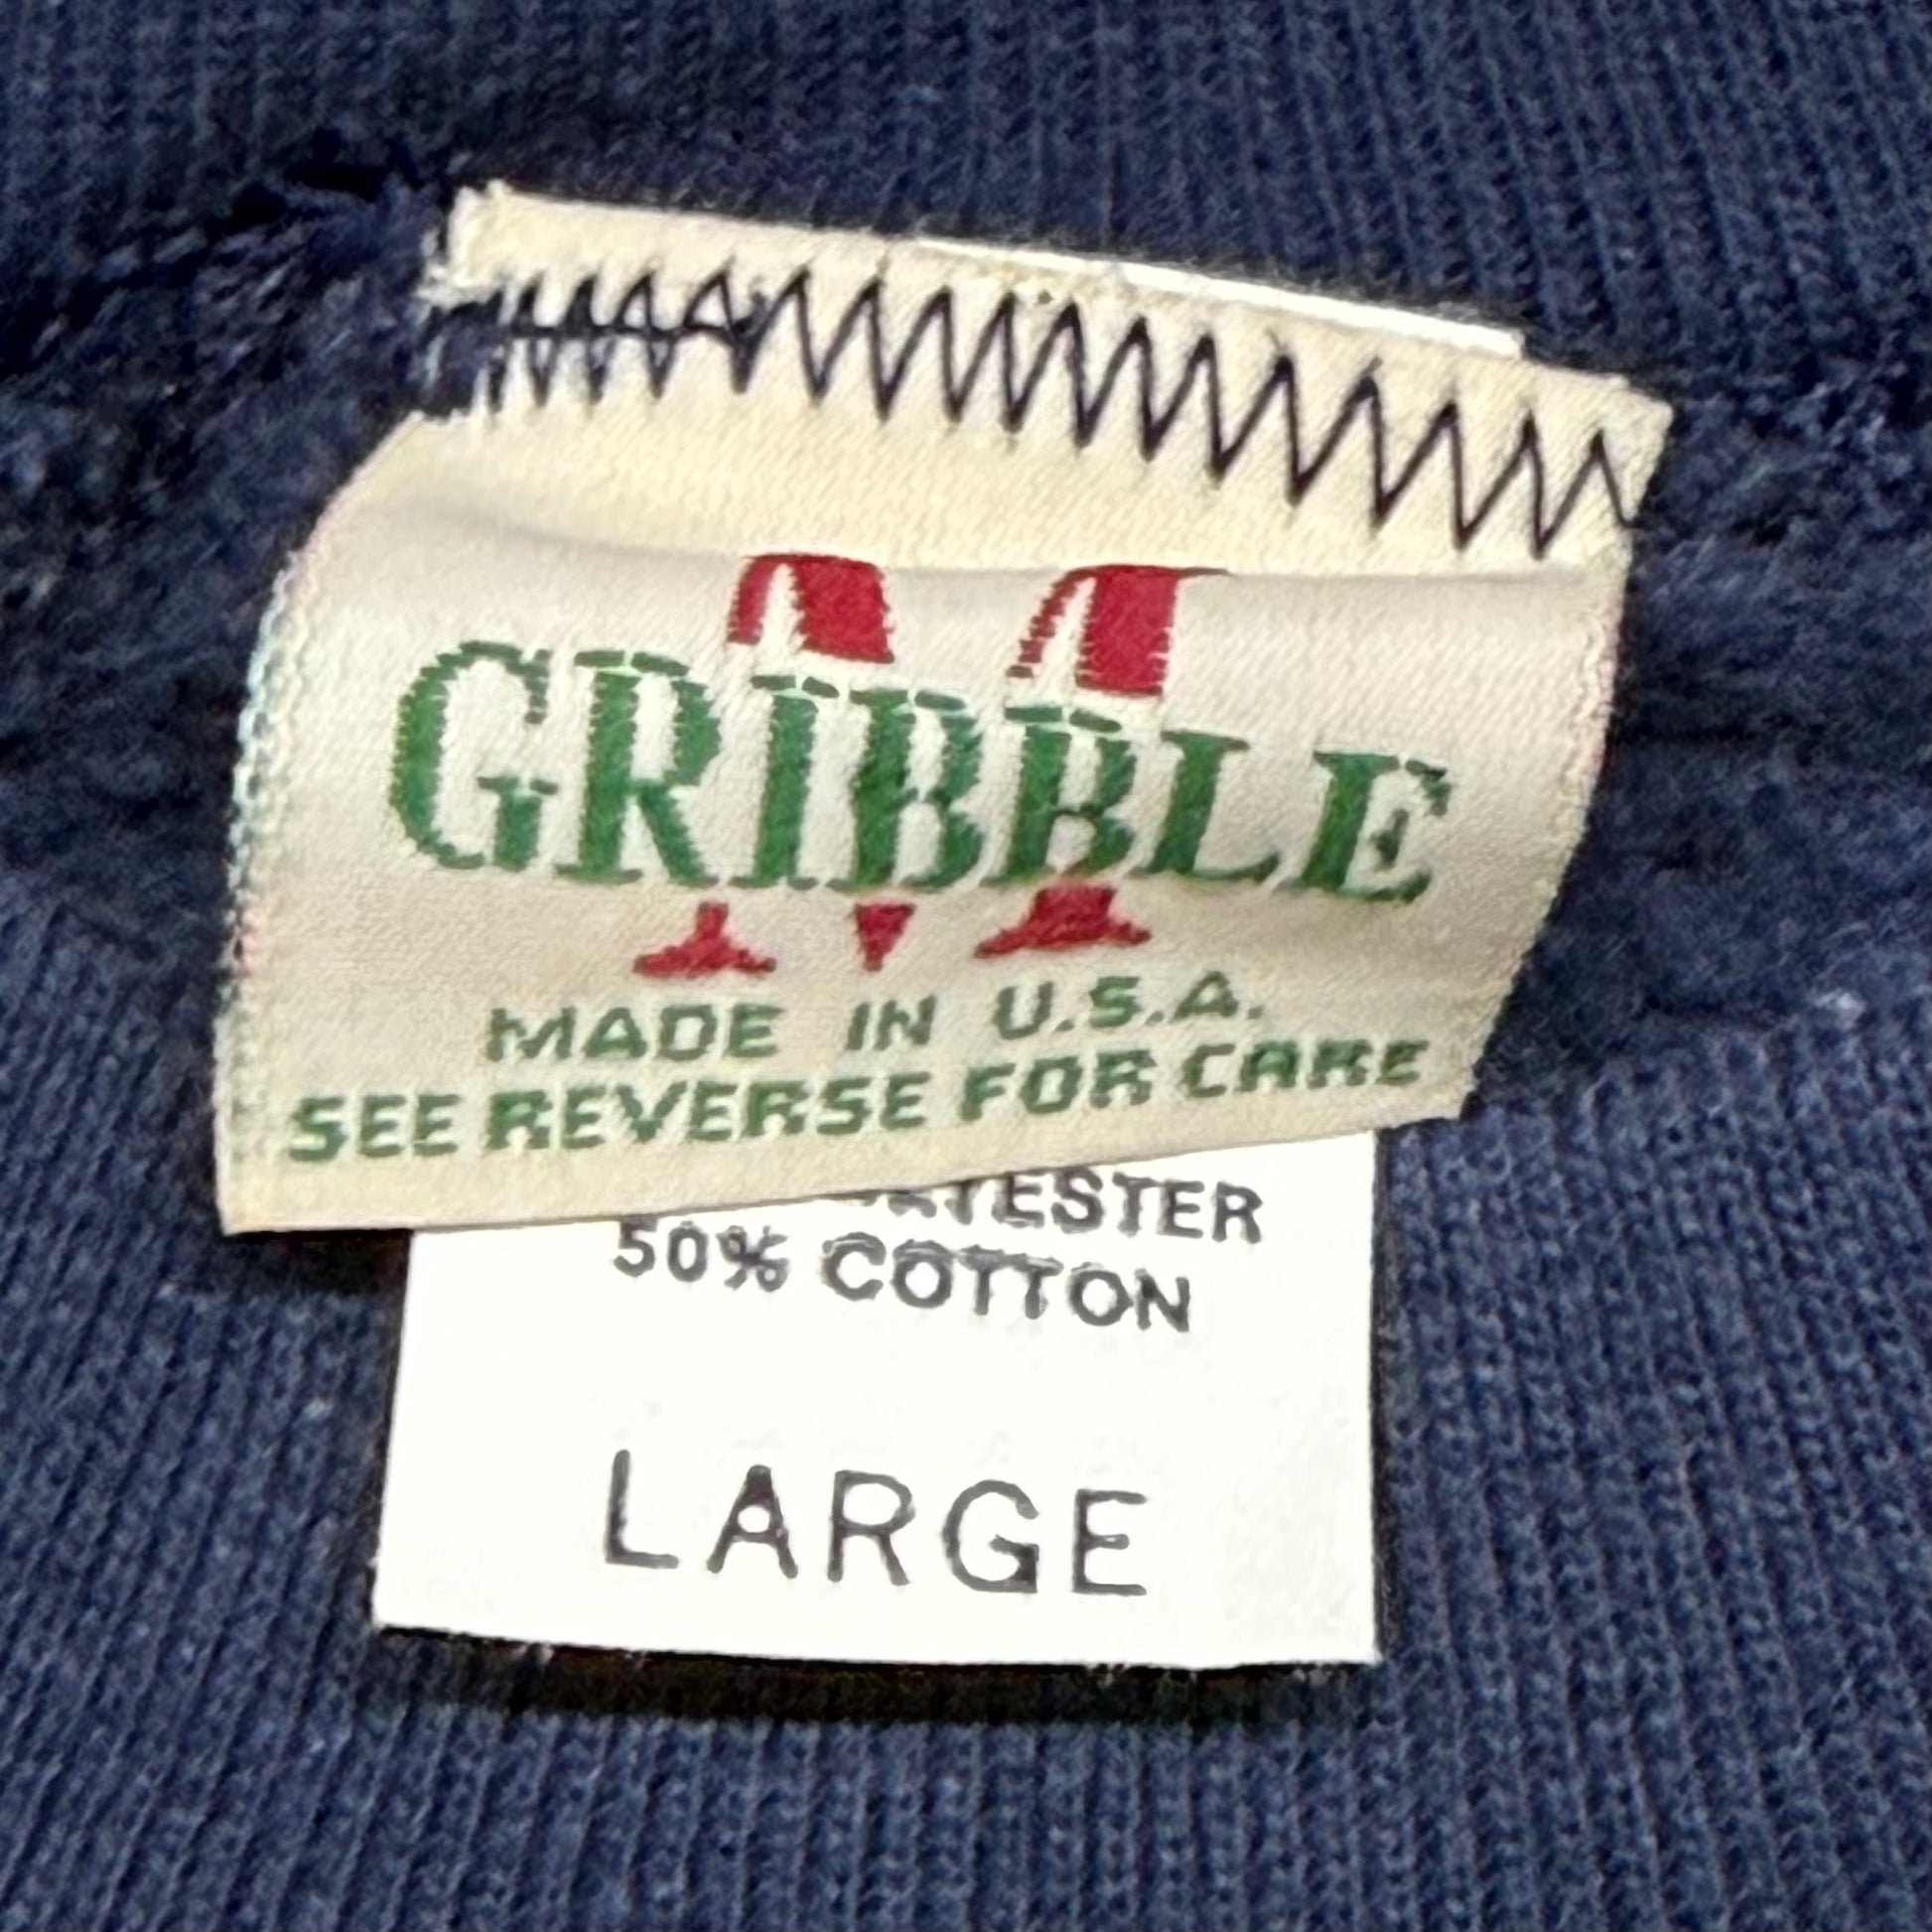 M
GRIBBLE
MADE IN U.S.A.
SEE REVERSE FOR CARE
50% COTTON
LARGE